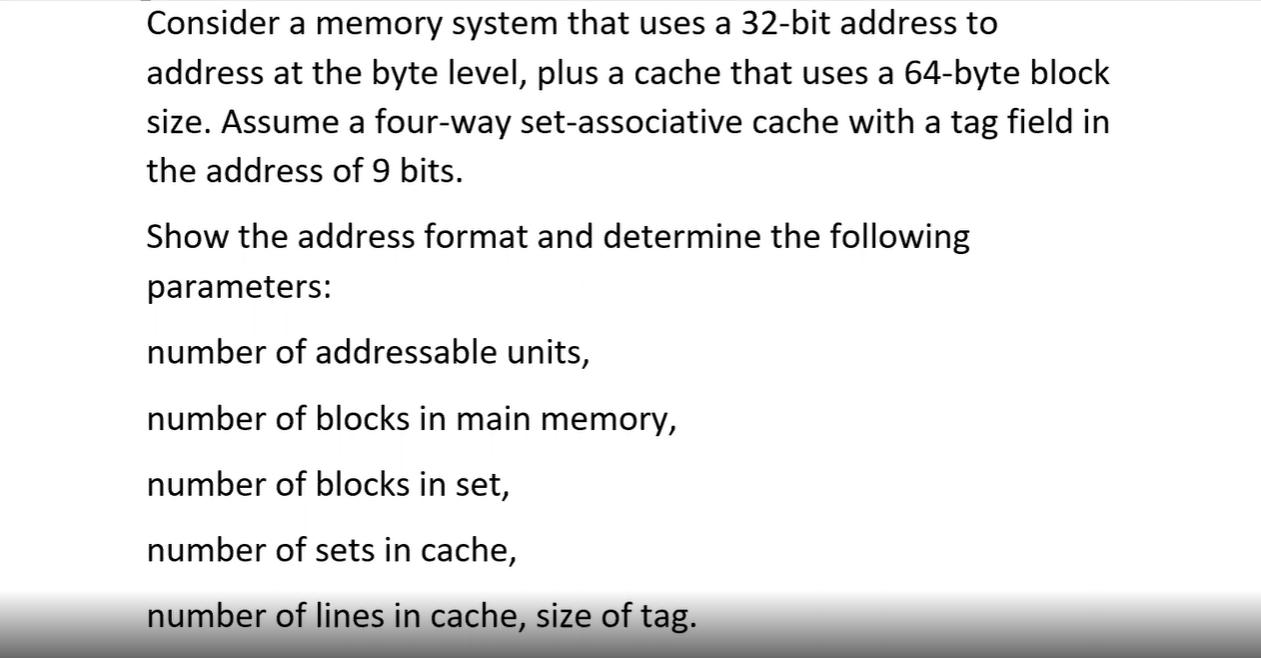 Consider a memory system that uses a 32-bit address to
address at the byte level, plus a cache that uses a 64-byte block
size. Assume a four-way set-associative cache with a tag field in
the address of 9 bits.
Show the address format and determine the following
parameters:
number of addressable units,
number of blocks in main memory,
number of blocks in set,
number of sets in cache,
number of lines in cache, size of tag.